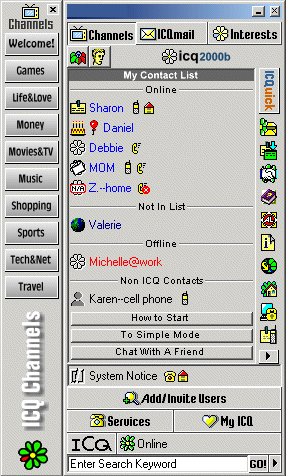 Channels
Welcome!
Games
Life&Love
Money
Movies&TV
Music
Shopping
Sports
Tech&Net
Travel
ICQ Channels
Channels
ICQmail
Interests
icq2000b
My Contact List
ICQuick
Online
Sharon
Daniel
Debbie
MOM
N/A
Z.--home
Not In List
Valerie
Offline
Michelle@work
Non ICQ Contacts
Karen--cell phone
How to Start
To Simple Mode
Chat With A Friend
System Notice
Add/Invite Users
Services
My ICQ
ICQ
Online
Enter Search Keyword
GO!